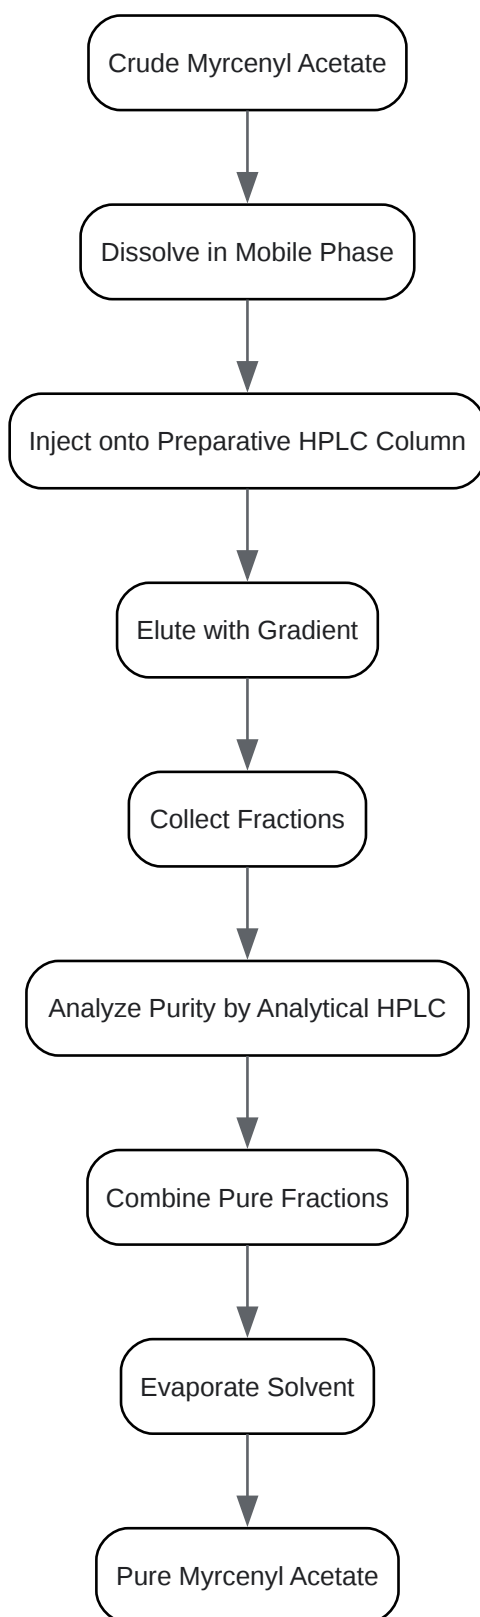 Crude Myrcenyl Acetate
Dissolve in Mobile Phase
Inject onto Preparative HPLC Column
Elute with Gradient
Collect Fractions
Analyze Purity by Analytical HPLC
Combine Pure Fractions
Evaporate Solvent
Pure Myrcenyl Acetate